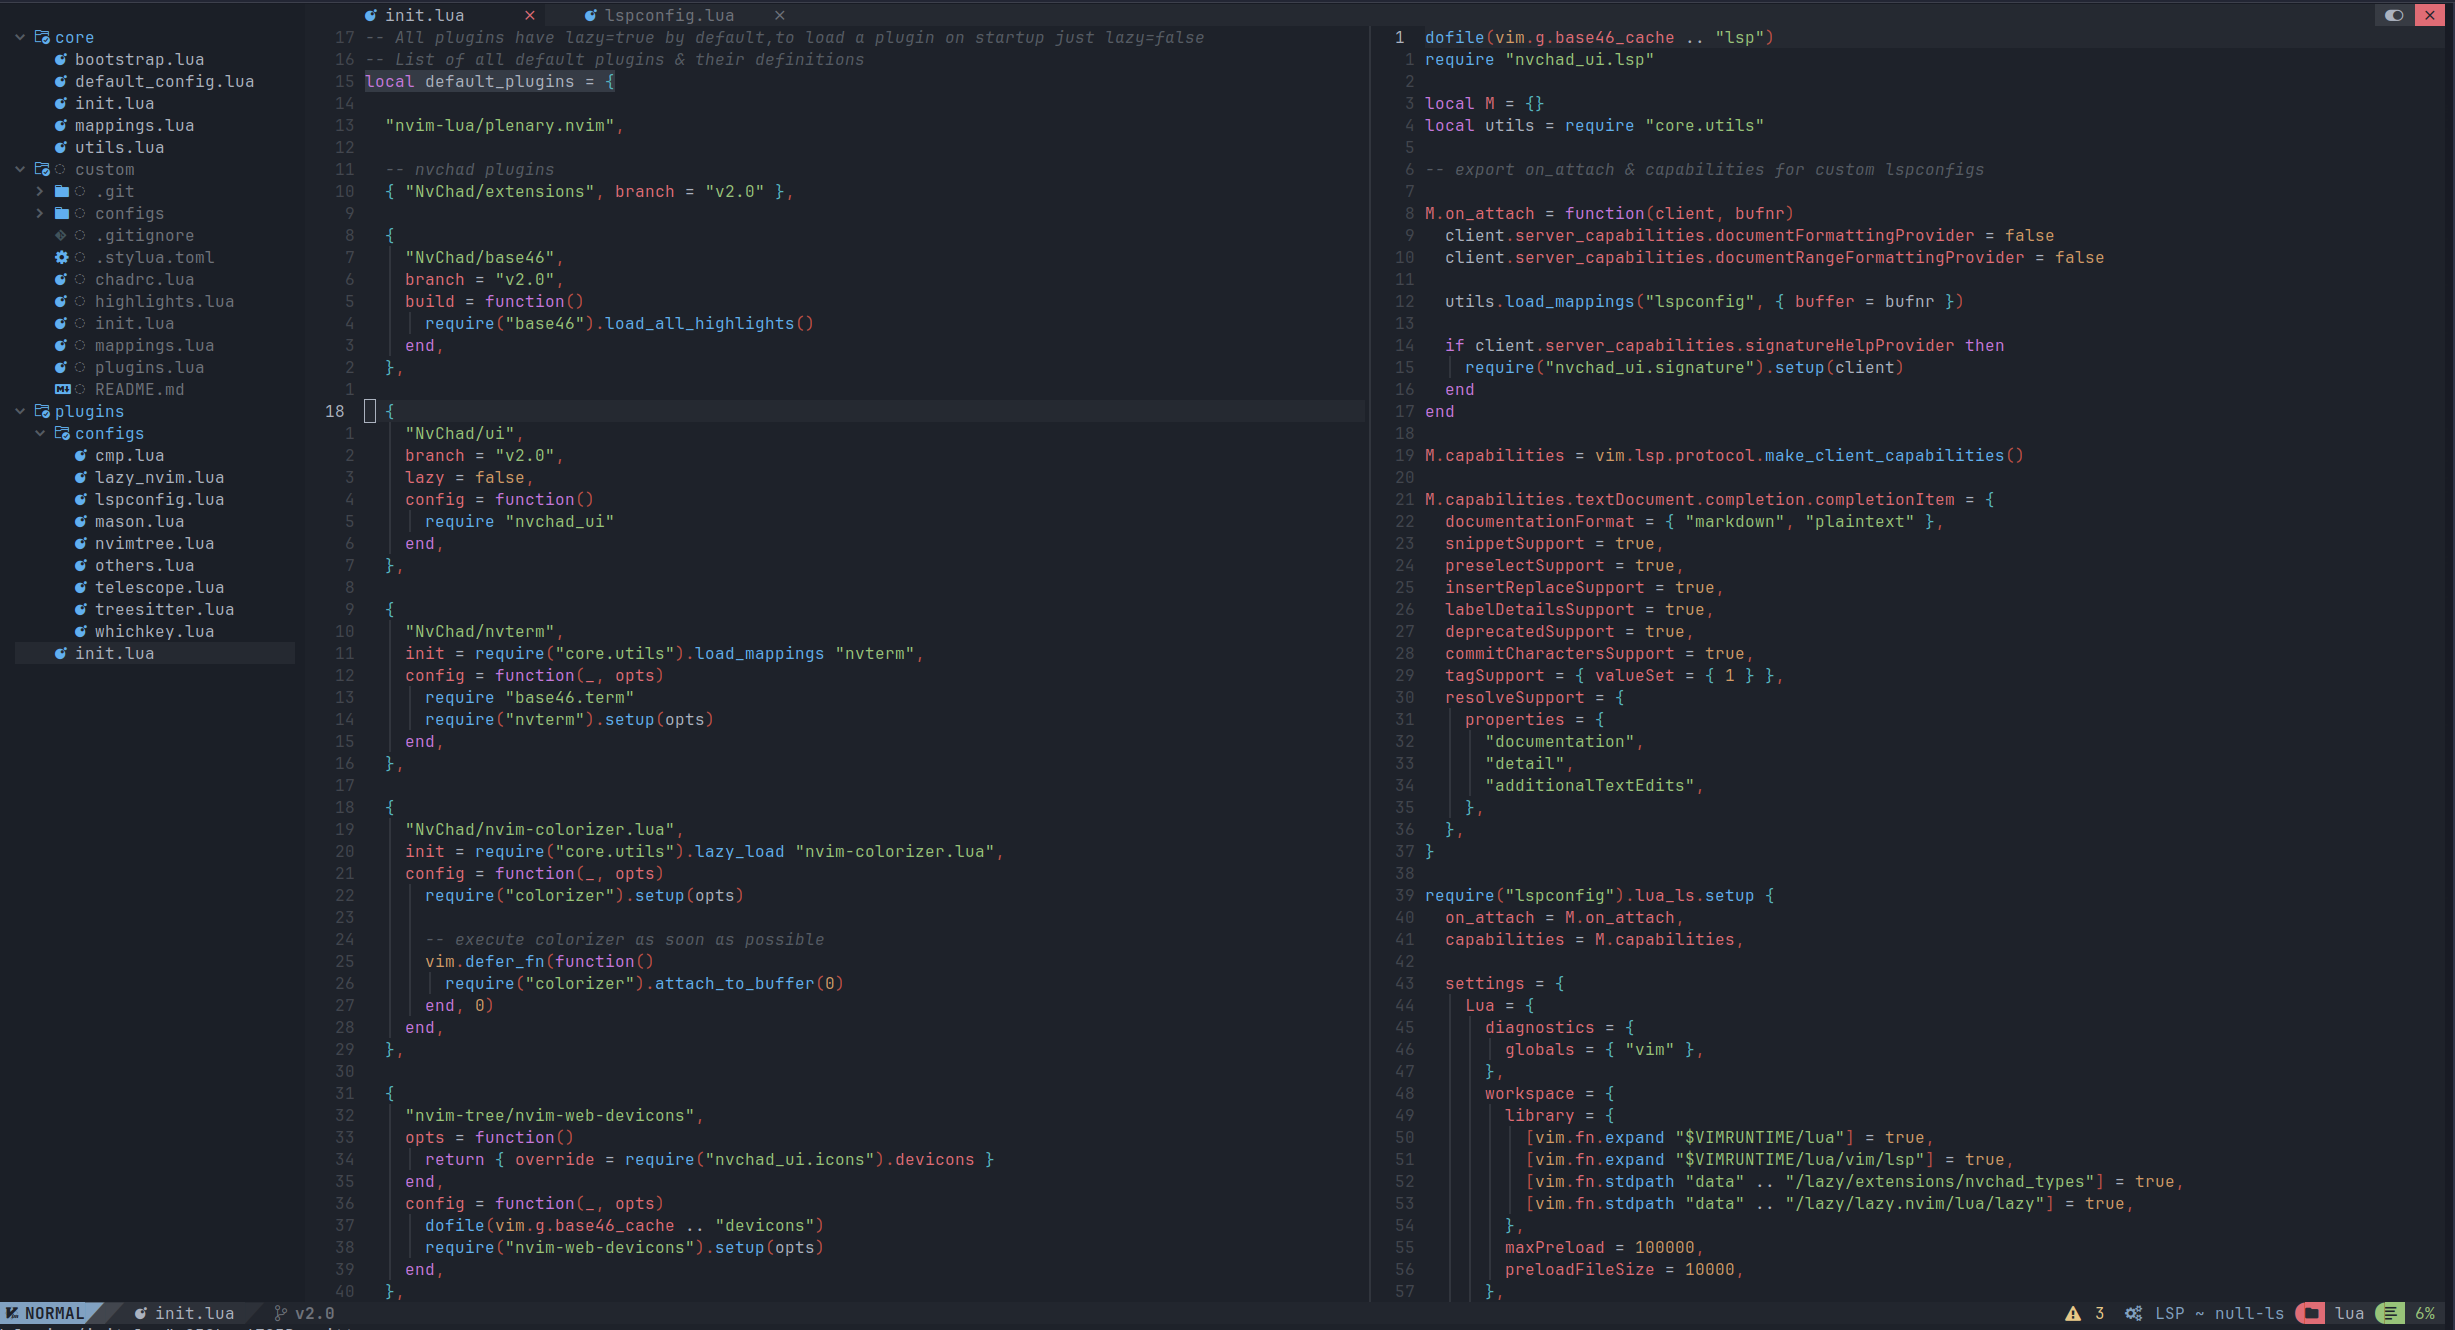 init.lua
lspconfig.lua
core
bootstrap.lua
default_config.lua
init.lua
mappings.lua
utils.lua
custom
.git
configs
.gitignore
.stylua.toml
chadrc.lua
highlights.lua
init.lua
mappings.lua
plugins.lua
README.md
plugins
configs
cmp.lua
lazy_nvim.lua
lspconfig.lua
mason.lua
nvimtree.lua
others.lua
telescope.lua
treesitter.lua
whichkey.lua
init.lua
17 -- All plugins have lazy=true by default,to load a plugin on startup just lazy=false
16 -- List of all default plugins & their definitions
15 local default_plugins = {
14
13   "nvim-lua/plenary.nvim",
12
11   -- nvchad plugins
10   { "NvChad/extensions", branch = "v2.0" },
9
8   {
7     "NvChad/base46",
6     branch = "v2.0",
5     build = function()
4       require("base46").load_all_highlights()
3     end,
2   },
1
18   {
1     "NvChad/ui",
2     branch = "v2.0",
3     lazy = false,
4     config = function()
5       require "nvchad_ui"
6     end,
7   },
8
9   {
10     "NvChad/nvterm",
11     init = require("core.utils").load_mappings "nvterm",
12     config = function(_, opts)
13       require "base46.term"
14       require("nvterm").setup(opts)
15     end,
16   },
17
18   {
19     "NvChad/nvim-colorizer.lua",
20     init = require("core.utils").lazy_load "nvim-colorizer.lua",
21     config = function(_, opts)
22       require("colorizer").setup(opts)
23
24       -- execute colorizer as soon as possible
25       vim.defer_fn(function()
26         require("colorizer").attach_to_buffer(0)
27       end, 0)
28     end,
29   },
30
31   {
32     "nvim-tree/nvim-web-devicons",
33     opts = function()
34       return { override = require("nvchad_ui.icons").devicons }
35     end,
36     config = function(_, opts)
37       dofile(vim.g.base46_cache .. "devicons")
38       require("nvim-web-devicons").setup(opts)
39     end,
40   },
1 dofile(vim.g.base46_cache .. "lsp")
1 require "nvchad_ui.lsp"
2
3 local M = {}
4 local utils = require "core.utils"
5
6 -- export on_attach & capabilities for custom lspconfigs
7
8 M.on_attach = function(client, bufnr)
9   client.server_capabilities.documentFormattingProvider = false
10   client.server_capabilities.documentRangeFormattingProvider = false
11
12   utils.load_mappings("lspconfig", { buffer = bufnr })
13
14   if client.server_capabilities.signatureHelpProvider then
15     require("nvchad_ui.signature").setup(client)
16   end
17 end
18
19 M.capabilities = vim.lsp.protocol.make_client_capabilities()
20
21 M.capabilities.textDocument.completion.completionItem = {
22   documentationFormat = { "markdown", "plaintext" },
23   snippetSupport = true,
24   preselectSupport = true,
25   insertReplaceSupport = true,
26   labelDetailsSupport = true,
27   deprecatedSupport = true,
28   commitCharactersSupport = true,
29   tagSupport = { valueSet = { 1 } },
30   resolveSupport = {
31     properties = {
32       "documentation",
33       "detail",
34       "additionalTextEdits",
35     },
36   },
37 }
38
39 require("lspconfig").lua_ls.setup {
40   on_attach = M.on_attach,
41   capabilities = M.capabilities,
42
43   settings = {
44     Lua = {
45       diagnostics = {
46         globals = { "vim" },
47       },
48       workspace = {
49         library = {
50           [vim.fn.expand "$VIMRUNTIME/lua"] = true,
51           [vim.fn.expand "$VIMRUNTIME/lua/vim/lsp"] = true,
52           [vim.fn.stdpath "data" .. "/lazy/extensions/nvchad_types"] = true,
53           [vim.fn.stdpath "data" .. "/lazy/lazy.nvim/lua/lazy"] = true,
54         },
55         maxPreload = 100000,
56         preloadFileSize = 10000,
57       },
NORMAL init.lua v2.0 3 LSP ~ null-ls lua 6%